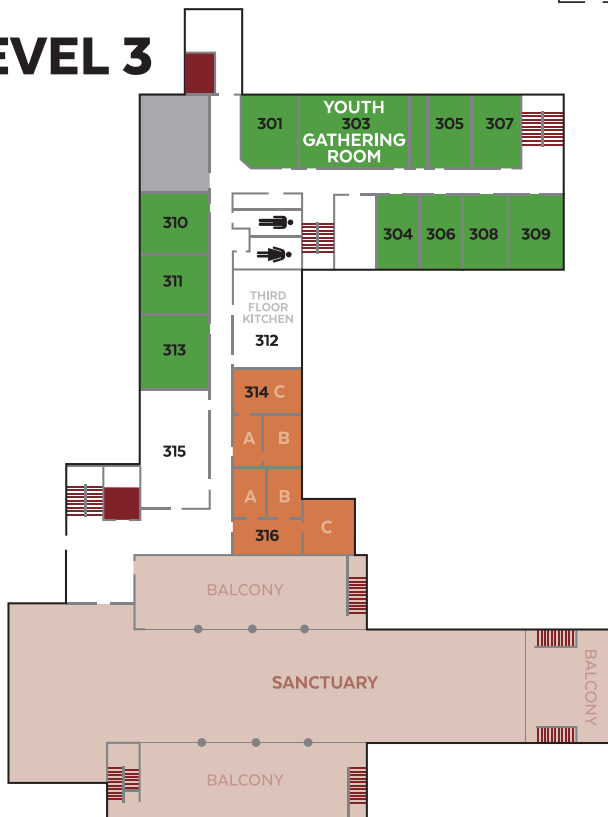 EVEL 3
YOUTH
301 303 305 307
GATHERING
ROOM
310
304 306 308 309
311
THIRD
FLOOR
KITCHEN
312
313
314 C
A B
315
A B
C
316
BALCONY
SANCTUARY
BALCONY
BALCONY